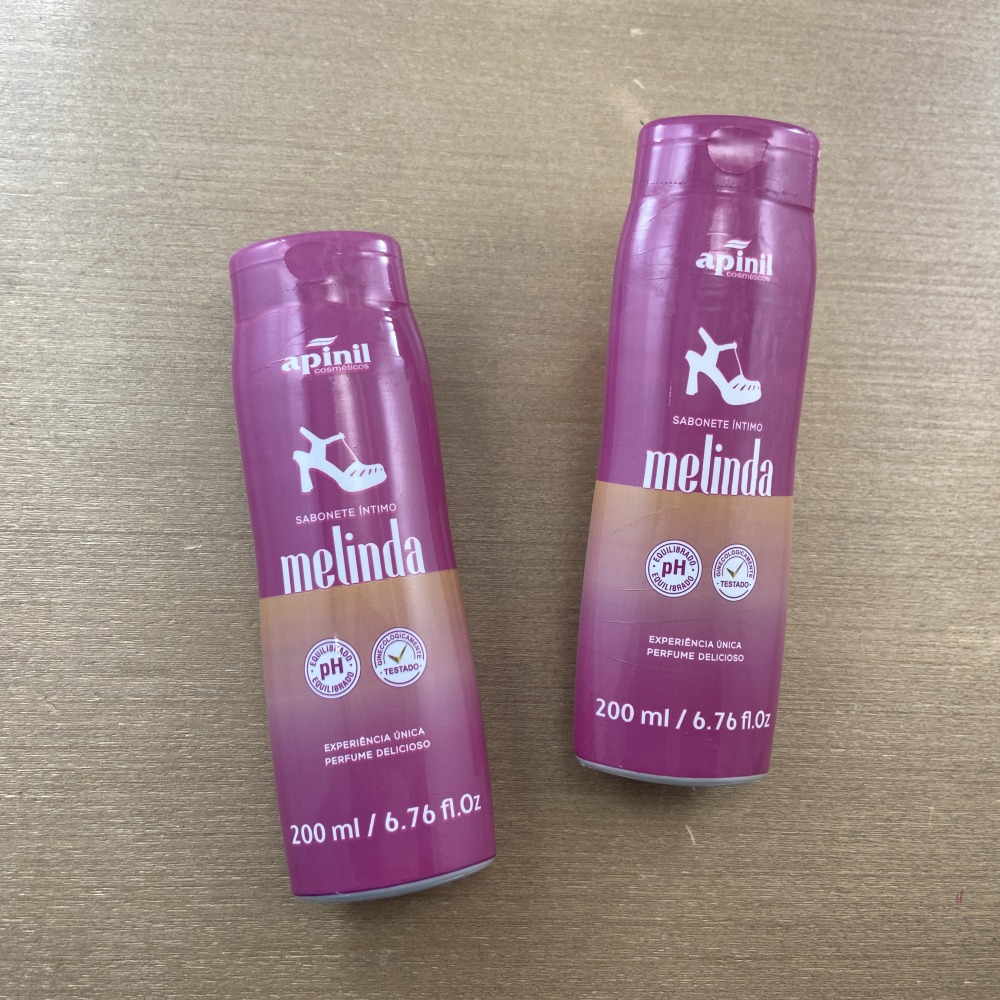 apinil
cosméticos
SABONETE ÍNTIMO
melinda
EQUILIBRADO
pH
EQUILIBRADO
GINECOLOGICAMENTE
TESTADO
EXPERIÊNCIA ÚNICA
PERFUME DELICIOSO
200 ml / 6.76 fl.Oz
apinil
cosméticos
SABONETE ÍNTIMO
melinda
EQUILIBRADO
pH
EQUILIBRADO
GINECOLOGICAMENTE
TESTADO
EXPERIÊNCIA ÚNICA
PERFUME DELICIOSO
200 ml / 6.76 fl.Oz